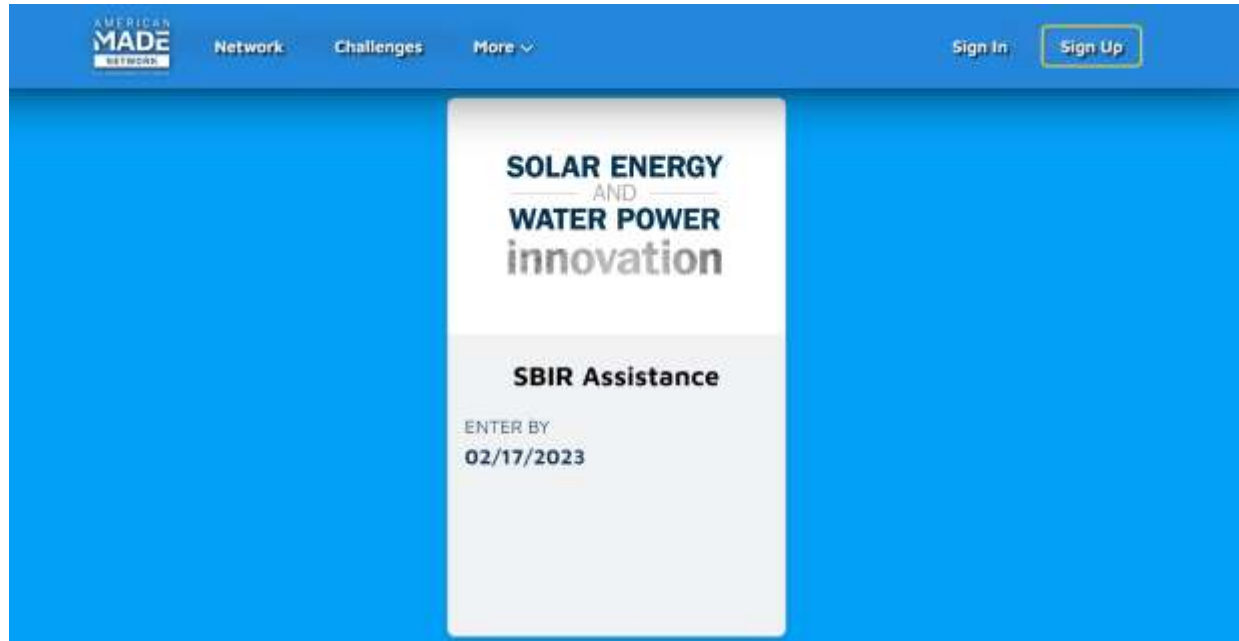 AMERICAN
MADE
NETWORK
Network
Challenges
More
Sign In
Sign Up
SOLAR ENERGY
AND
WATER POWER
innovation
SBIR Assistance
ENTER BY
02/17/2023